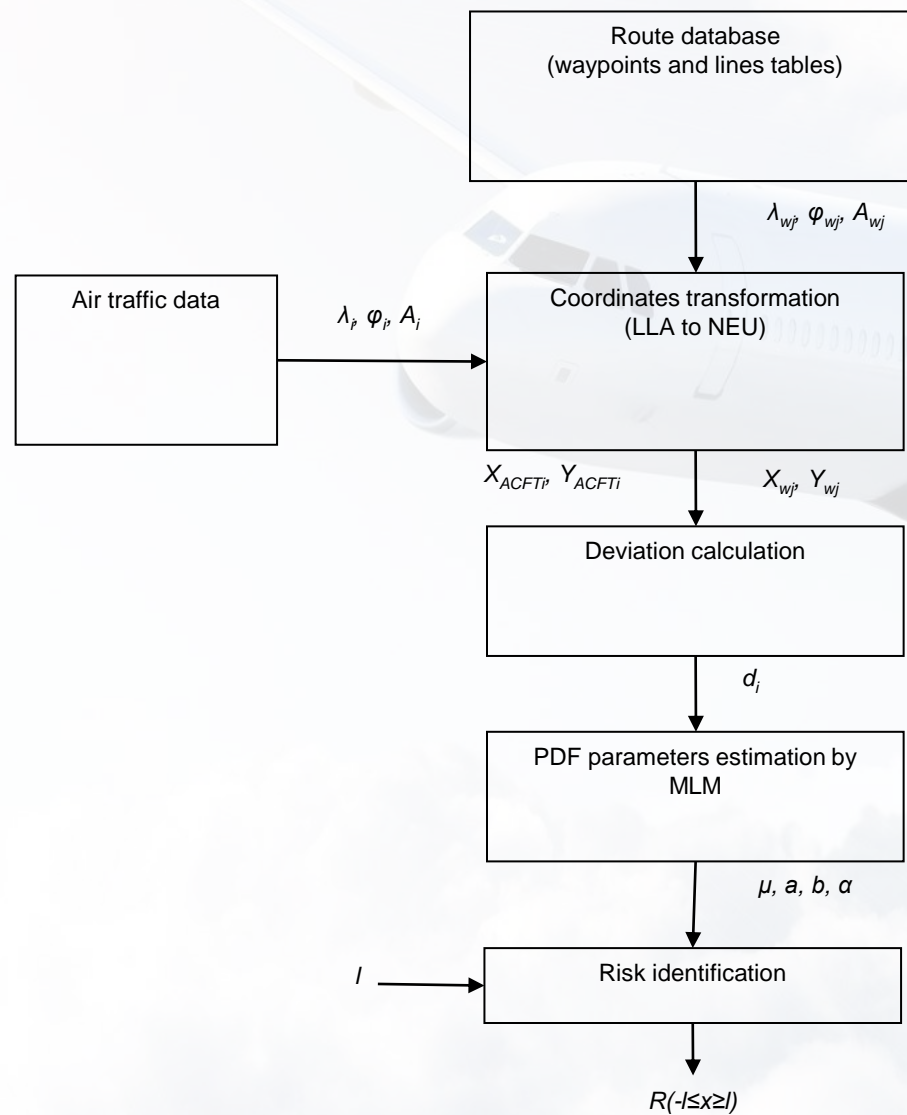 Route database
(waypoints and lines tables)
λwj, φwj, Awj
Air traffic data
λi, φi, Ai
Coordinates transformation
(LLA to NEU)
XACFTi, YACFTi
Xwj, Ywj
Deviation calculation
di
PDF parameters estimation by
MLM
μ, a, b, α
l
Risk identification
R(-l≤x≥l)